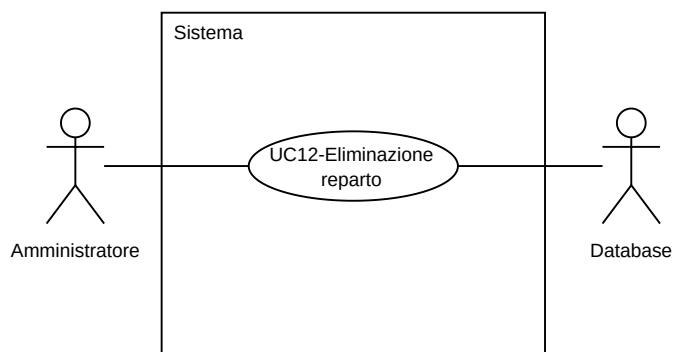 Sistema
UC12-Eliminazione
reparto
Amministratore
Database